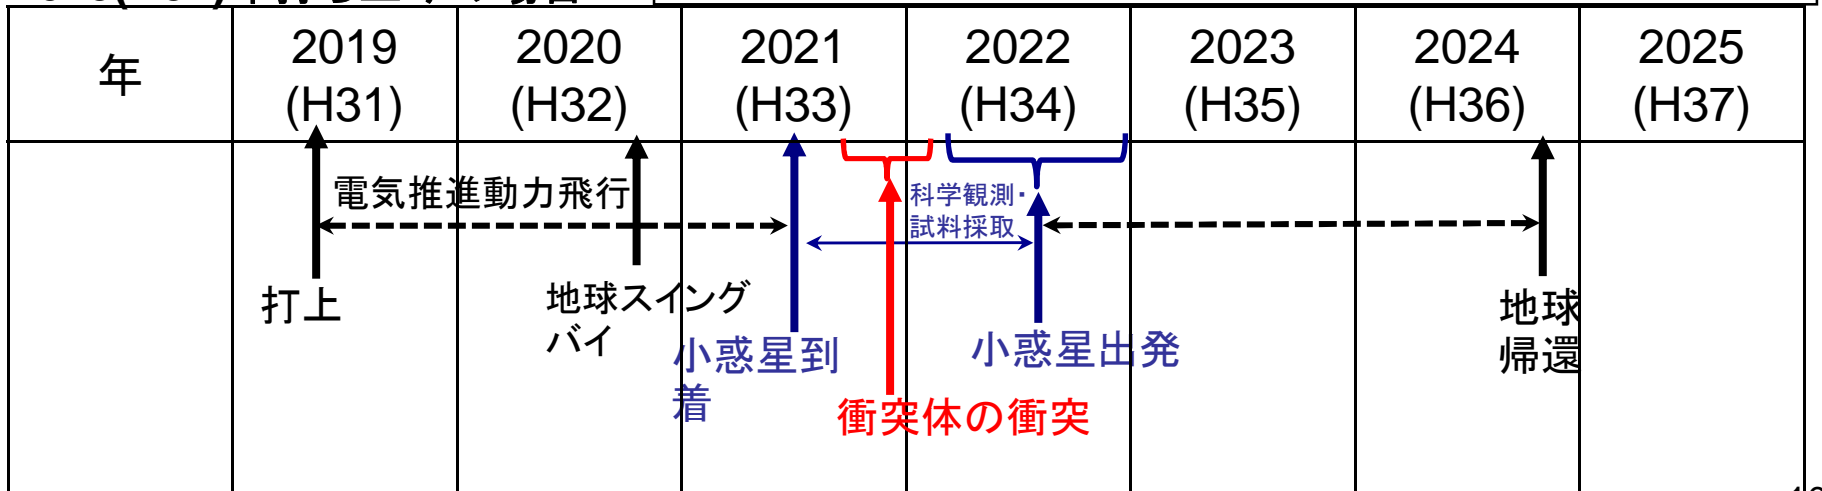 年
2019
(H31)
2020
(H32)
2021
(H33)
2022
(H34)
2023
(H35)
2024
(H36)
2025
(H37)
電気推進動力飛行
科学観測・
試料採取
打上
地球スイング
バイ
小惑星到
着
衝突体の衝突
小惑星出発
地球
帰還